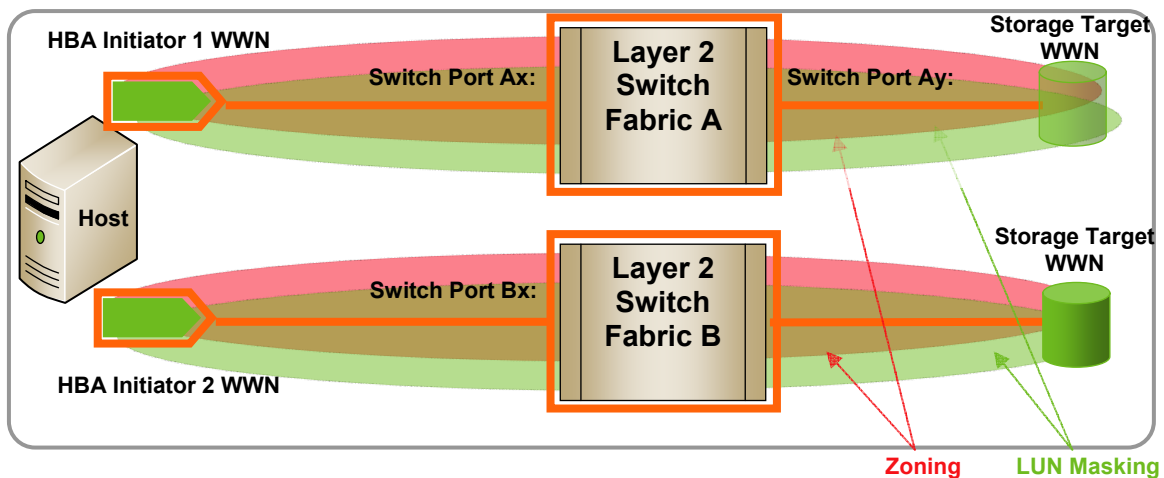 HBA Initiator 1 WWN
Storage Target
WWN
Switch Port Ax:
Layer 2
Switch
Fabric A
Switch Port Ay:
Host
Storage Target
WWN
Switch Port Bx:
Layer 2
Switch
Fabric B
HBA Initiator 2 WWN
Zoning
LUN Masking